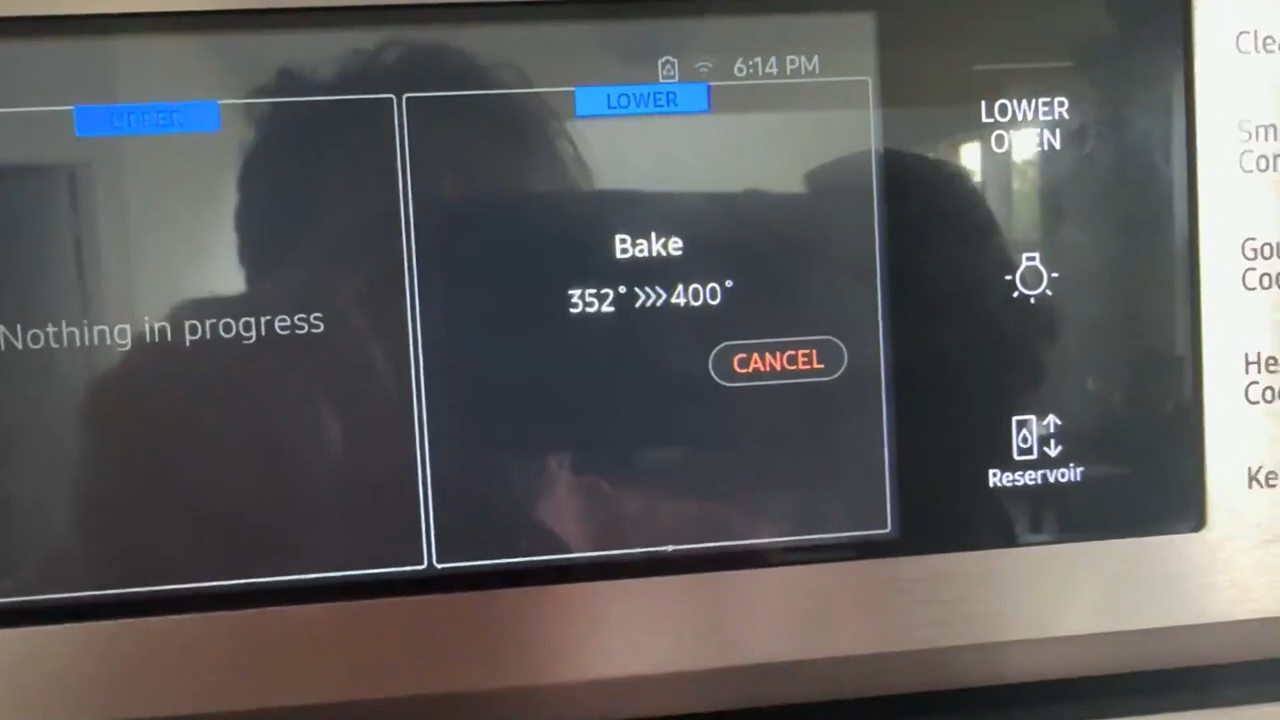 6:14 PM
UPPER
LOWER
Nothing in progress
Bake
352° >>> 400°
CANCEL
LOWER
OVEN
Reservoir
Cle
Sm
Con
Gou
Coo
He
Coo
Ke